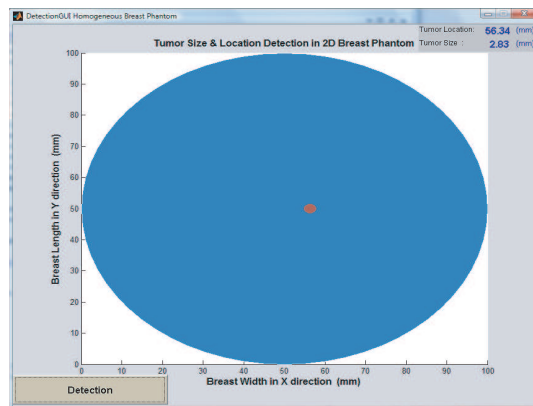 DetectionGUI Homogeneous Breast Phantom
Tumor Size & Location Detection in 2D Breast Phantom
Tumor Location: 56.34 (mm)
Tumor Size : 2.83 (mm)
Breast Length in Y direction (mm)
100
90
80
70
60
50
40
30
20
10
0
0 10 20 30 40 50 60 70 80 90 100
Breast Width in X direction (mm)
Detection